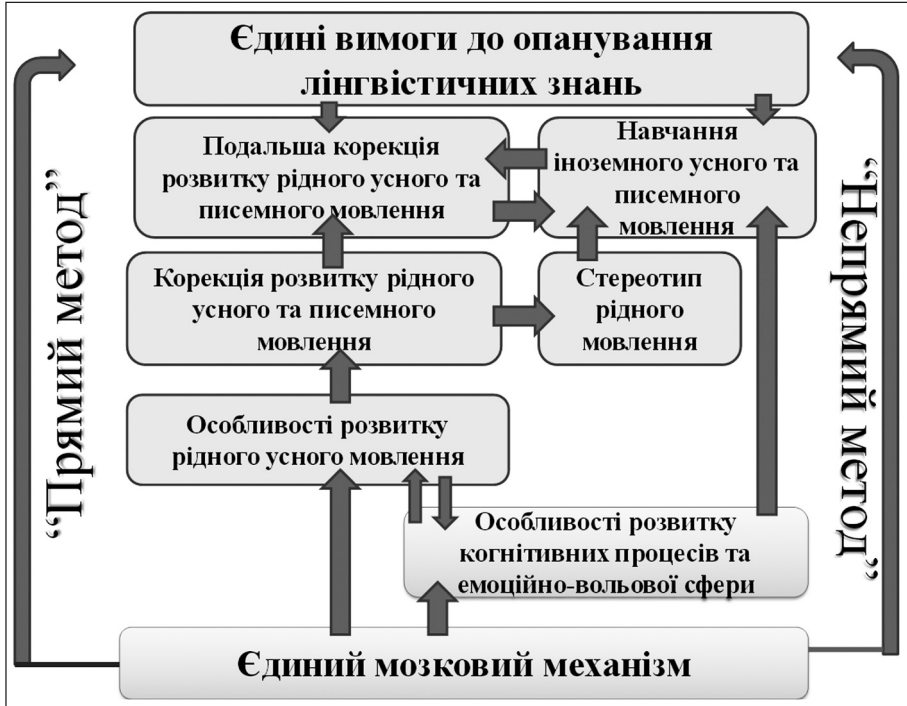 Єдині вимоги до опанування
лінгвістичних знань
Подальша корекція
розвитку рідного усного та
писемного мовлення
Навчання
іноземного усного та
писемного
мовлення
Корекція розвитку рідного
усного та писемного
мовлення
Стереотип
рідного
мовлення
Особливості розвитку
рідного усного мовлення
Особливості розвитку
когнітивних процесів та
емоційно-вольової сфери
Єдиний мозковий механізм
“Прямий метод”
“Непрямий метод”